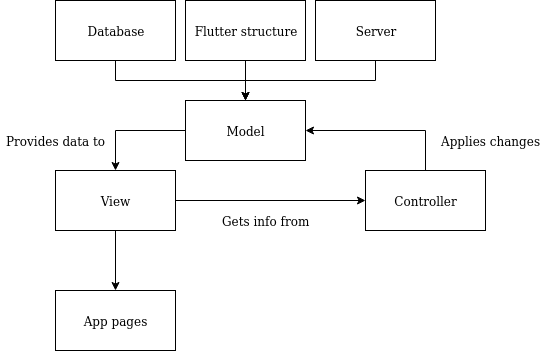 Database
Flutter structure
Server
Model
Provides data to
Applies changes
View
Controller
Gets info from
App pages